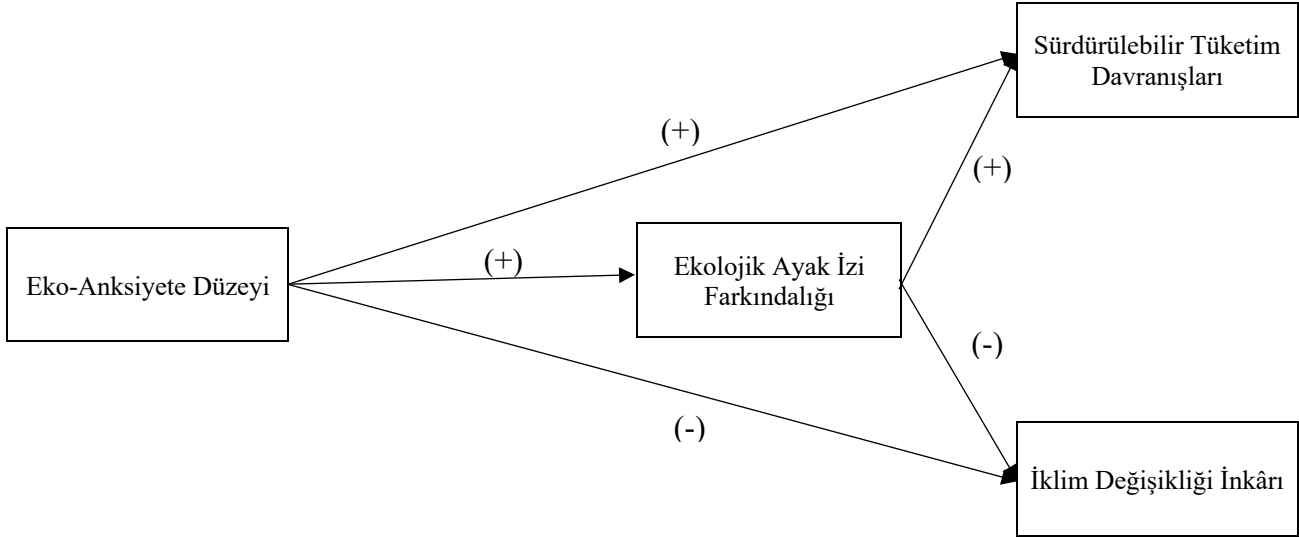 Sürdürülebilir Tüketim
Davranışları
(+)
(+)
Eko-Anksiyete Düzeyi
(+)
Ekolojik Ayak İzi
Farkındalığı
(-)
(-)
İklim Değişikliği İnkârı